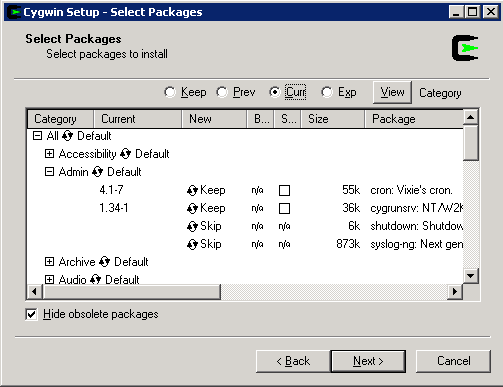 Cygwin Setup - Select Packages
Select Packages
Select packages to install
Keep Prev Curr Exp View Category
Category Current New B... S... Size Package
All Default
Accessibility Default
Admin Default
4.1-7 Keep n/a 55k cron: Vixie's cron.
1.34-1 Keep n/a 36k cygrunsrv: NT/W2K
Skip n/a n/a 6k shutdown: Shutdow
Skip n/a n/a 873k syslog-ng: Next gen
Archive Default
Audio Default
Hide obsolete packages
< Back Next > Cancel